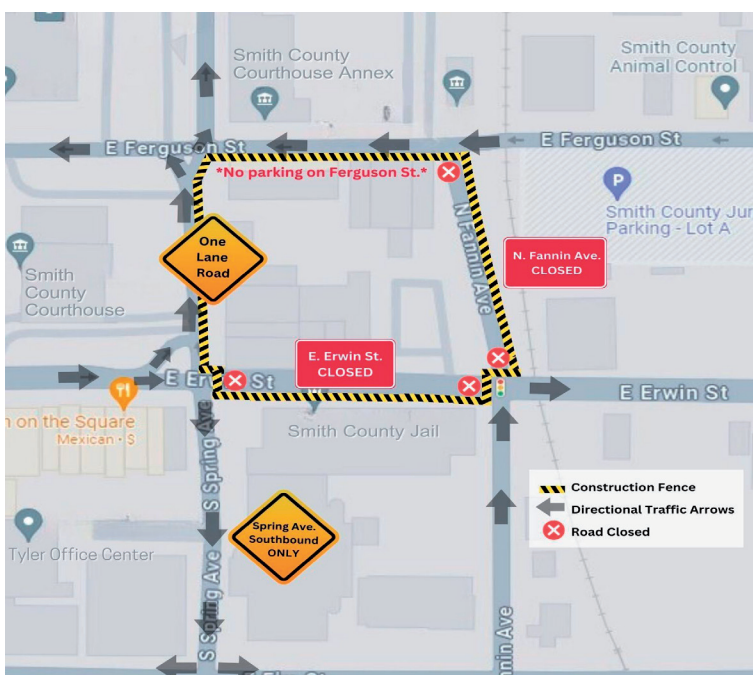 Smith County
Courthouse Annex
Smith County
Animal Control
E Ferguson St
E Ferguson St
*No parking on Ferguson St.*
P
Smith County Jur
Parking - Lot A
N Fannin Ave
N. Fannin Ave.
CLOSED
One
Lane
Road
Smith
County
Courthouse
E. Erwin St.
CLOSED
E Er
St
E Erwin St
n on the Square
Mexican • $
Smith County Jail
S Spring Ave
Construction Fence
Directional Traffic Arrows
Road Closed
Spring Ave.
Southbound
ONLY
Tyler Office Center
S Spring Ave
nnin Ave